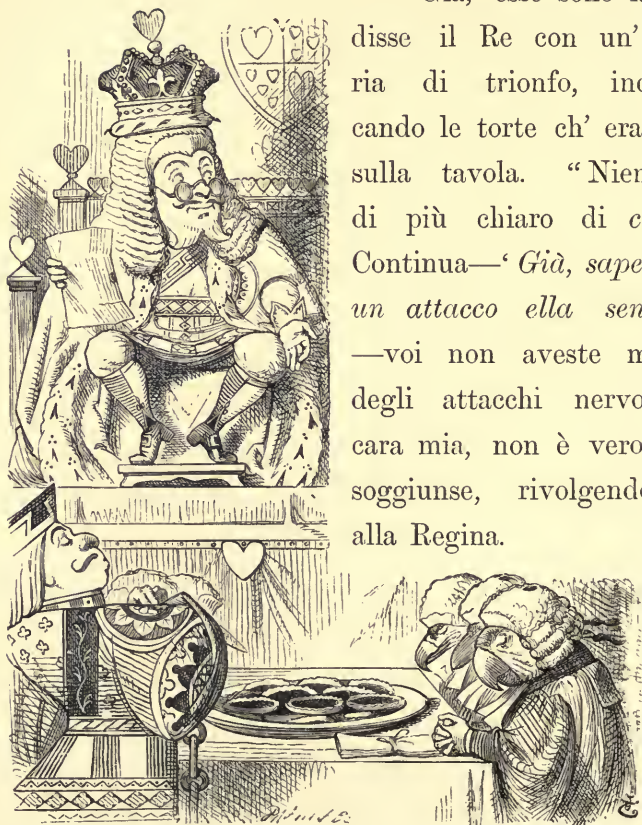 disse il Re con un'
ria di trionfo, in
cando le torte ch' era
sulla tavola. “Nien
di più chiaro di c
Continua—‘ Già, sape
un attacco ella sen
—voi non aveste m
degli attacchi nervo
cara mia, non è vero
soggiunse, rivolgend
alla Regina.